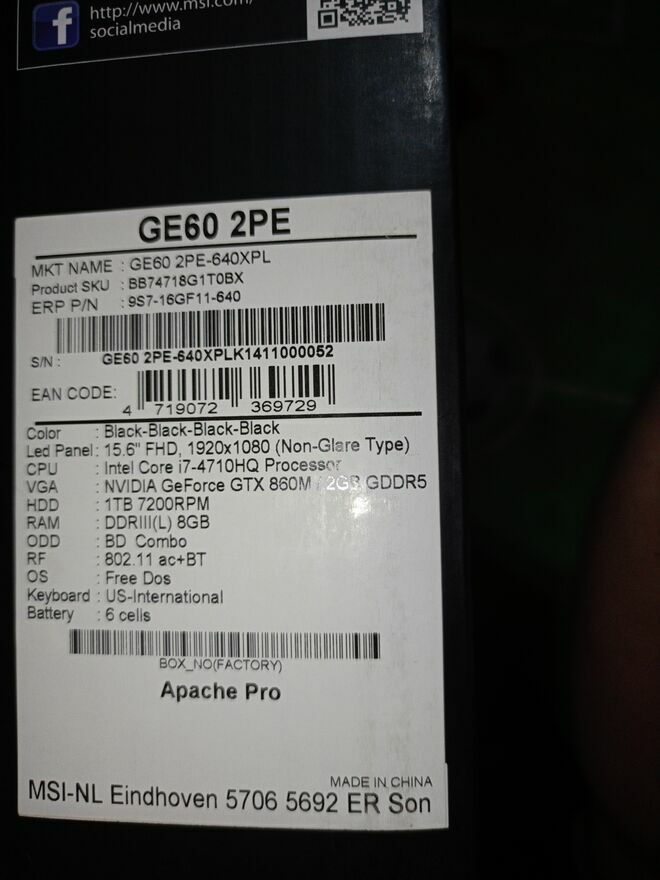 http://www.msi.com/
socialmedia
GE60 2PE
MKT NAME : GE60 2PE-640XPL
Product SKU : BB74718G1T0BX
ERP P/N : 9S7-16GF11-640
S/N : GE60 2PE-640XPLK1411000052
EAN CODE: 4 719072 369729
Color : Black-Black-Black-Black
Led Panel : 15.6" FHD, 1920x1080 (Non-Glare Type)
CPU : Intel Core i7-4710HQ Processor
VGA : NVIDIA GeForce GTX 860M / 2GB GDDR5
HDD : 1TB 7200RPM
RAM : DDRIII(L) 8GB
ODD : BD Combo
RF : 802.11 ac+BT
OS : Free Dos
Keyboard : US-International
Battery : 6 cells
BOX_NO(FACTORY)
Apache Pro
MADE IN CHINA
MSI-NL Eindhoven 5706 5692 ER Son